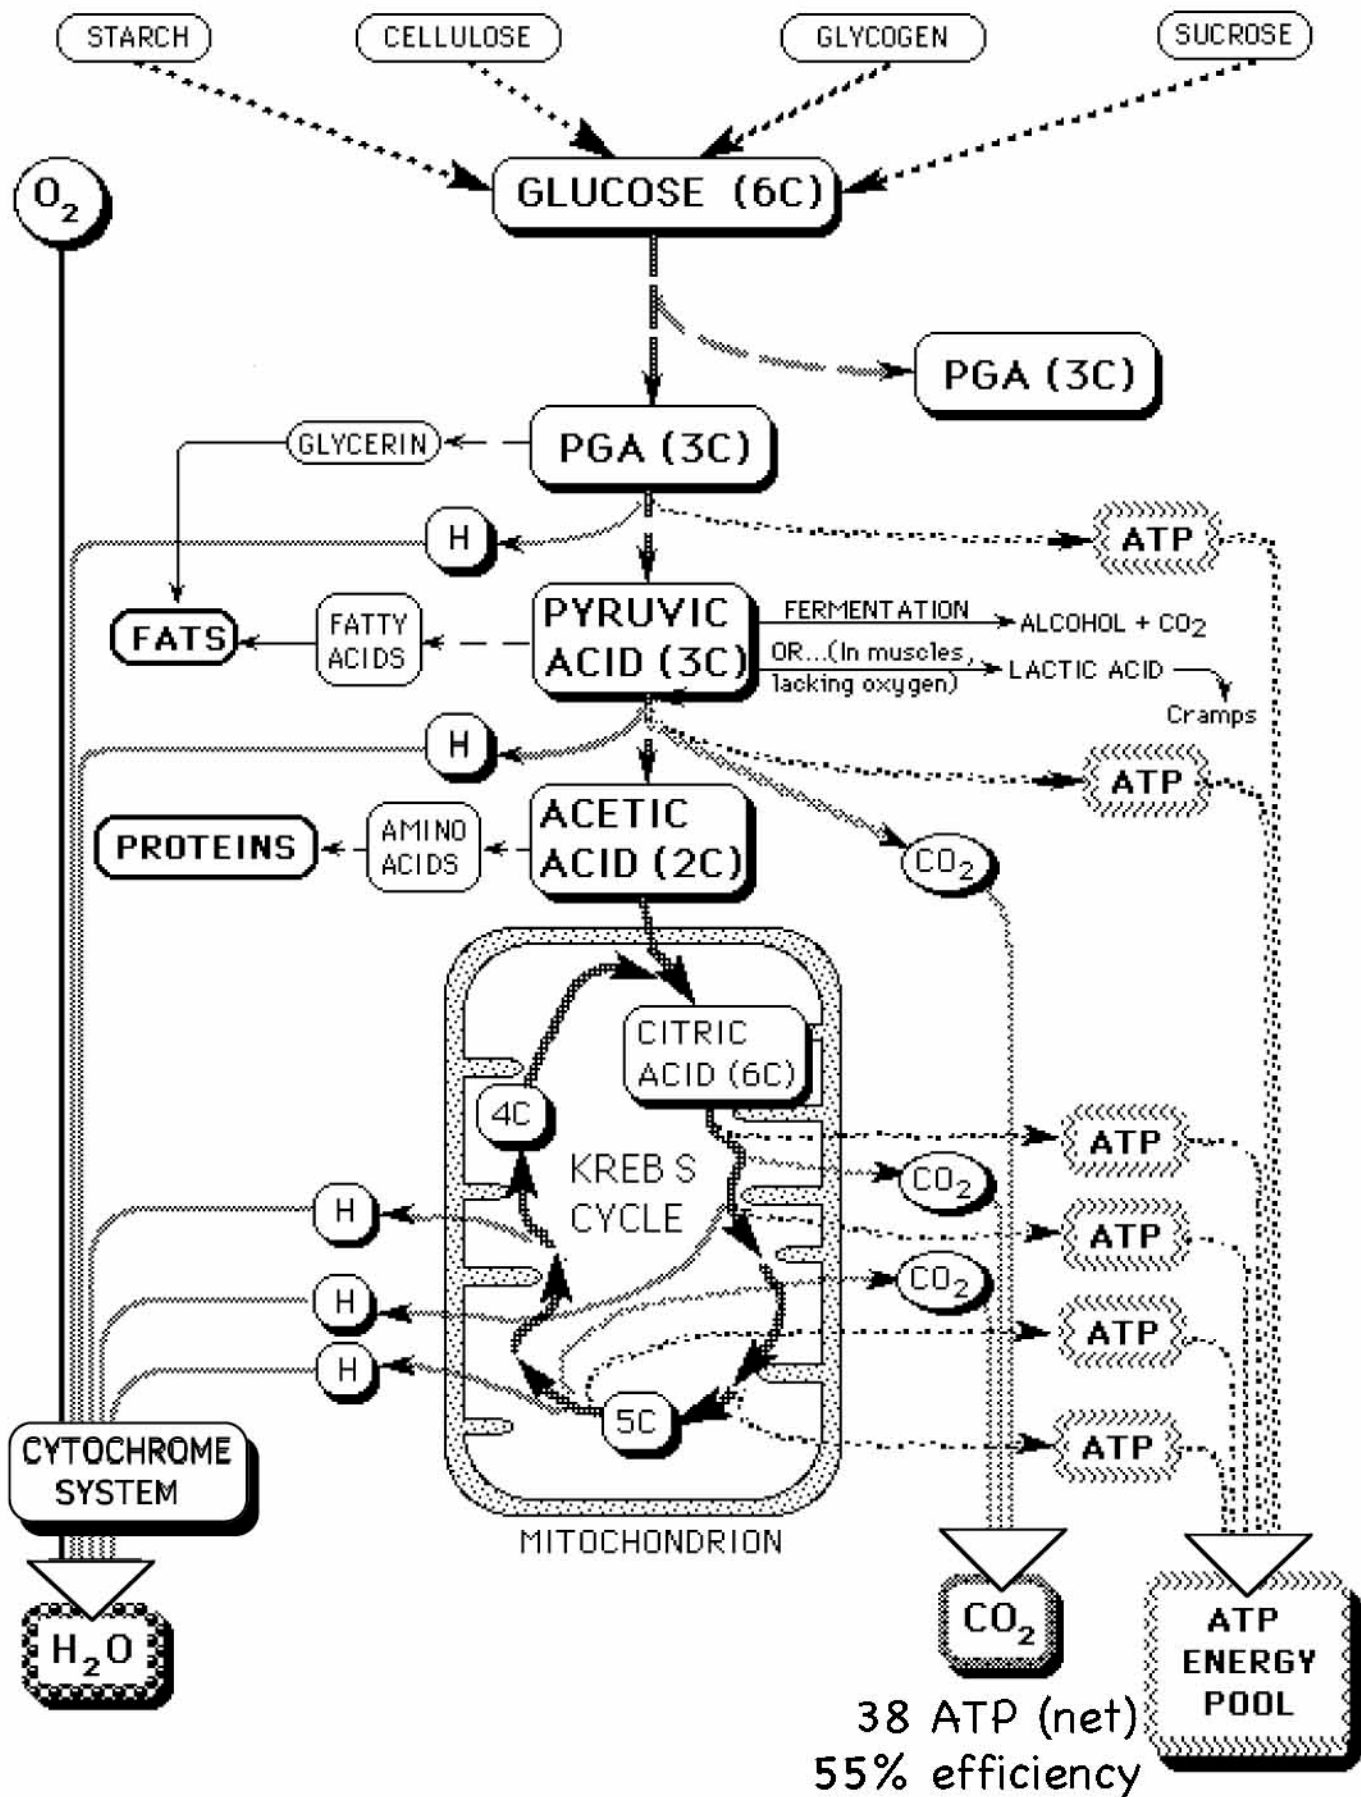 STARCH
CELLULOSE
GLYCOGEN
SUCROSE
O2
GLUCOSE (6C)
PGA (3C)
GLYCERIN
PGA (3C)
H
ATP
FATS
FATTY
ACIDS
PYRUVIC
ACID (3C)
FERMENTATION
ALCOHOL + CO2
OR...(In muscles,
lacking oxygen)
LACTIC ACID
Cramps
H
ATP
PROTEINS
AMINO
ACIDS
ACETIC
ACID (2C)
CO2
CITRIC
ACID (6C)
4C
KREB S
CYCLE
ATP
CO2
H
ATP
CO2
H
ATP
H
5C
ATP
CYTOCHROME
SYSTEM
MITOCHONDRION
H2O
CO2
ATP
ENERGY
POOL
38 ATP (net)
55% efficiency